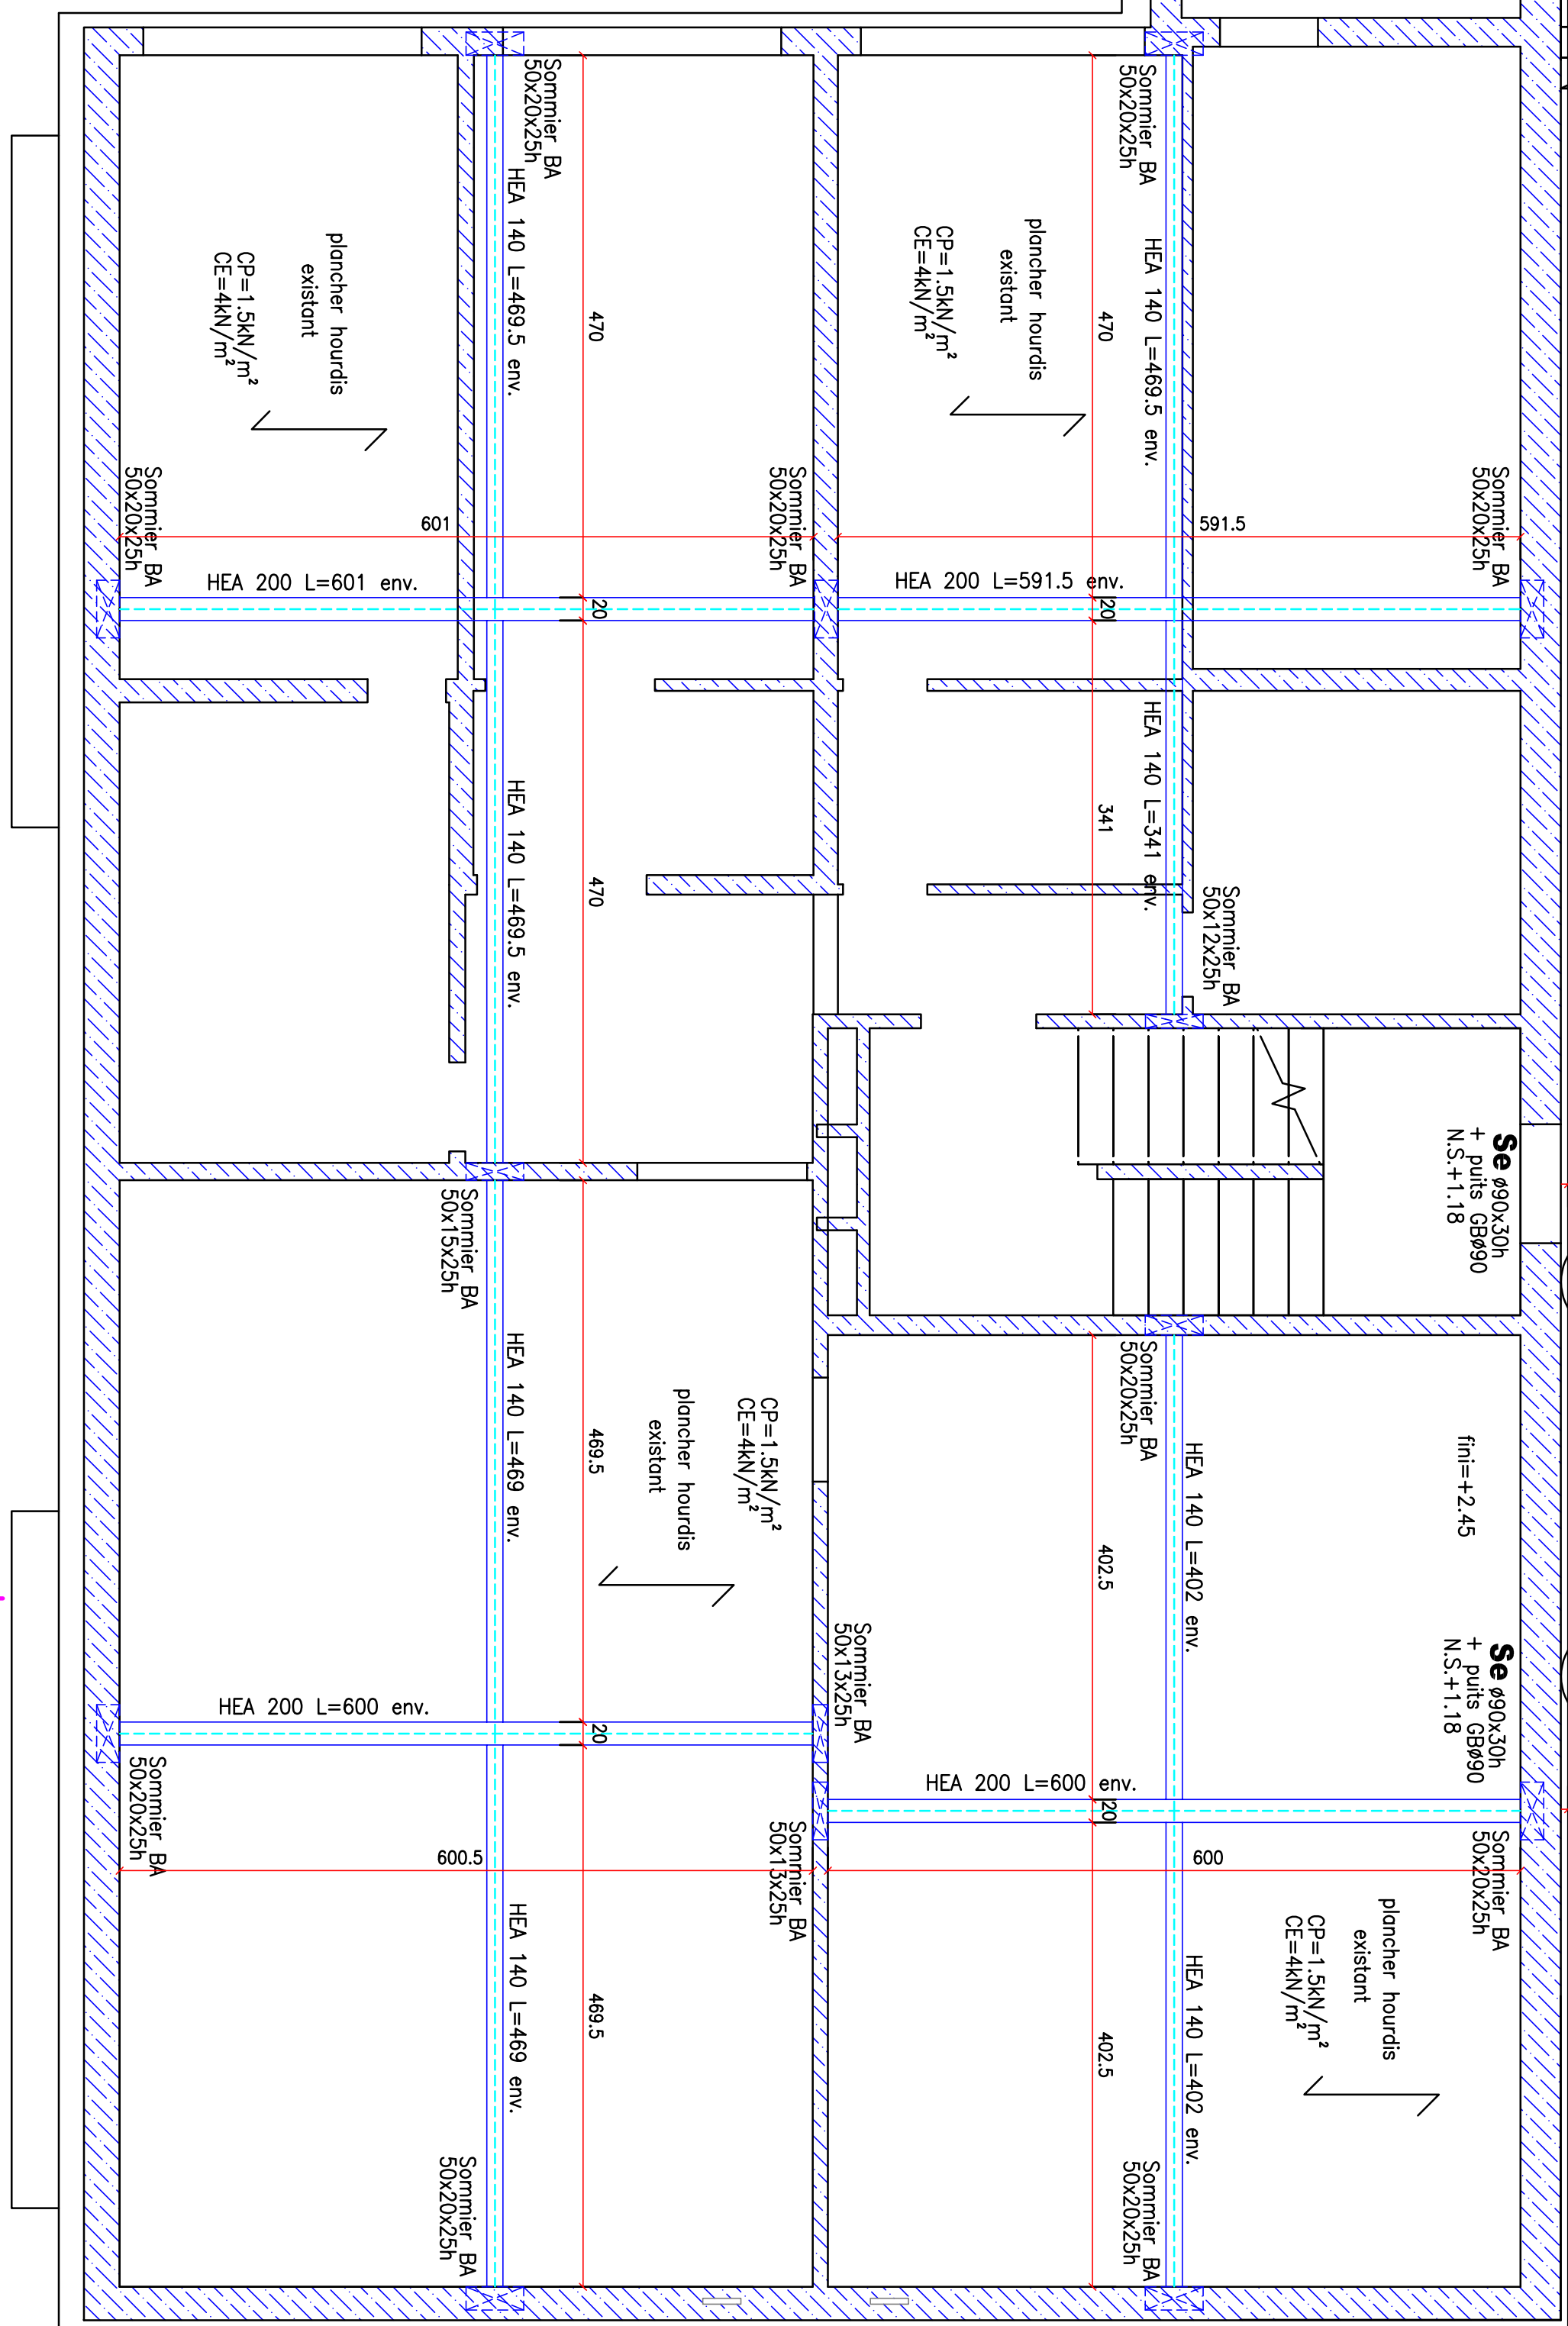 Sommier BA
50x20x25h
HEA 140 L=469.5 env.
470
plancher hourdis
existant
CP=1.5kN/m²
CE=4kN/m²
Sommier BA
50x20x25h
HEA 140 L=469.5 env.
470
plancher hourdis
existant
CP=1.5kN/m²
CE=4kN/m²
Sommier BA
50x20x25h
601
Sommier BA
50x20x25h
591.5
Sommier BA
50x20x25h
HEA 200 L=601 env.
20
HEA 200 L=591.5 env.
20
HEA 140 L=469.5 env.
470
HEA 140 L=341 env.
341
Sommier BA
50x12x25h
Se ø90x30h
+ puits GBø90
N.S.+1.18
Sommier BA
50x15x25h
HEA 140 L=469 env.
469.5
plancher hourdis
existant
CP=1.5kN/m²
CE=4kN/m²
Sommier BA
50x20x25h
HEA 140 L=402 env.
402.5
fini=+2.45
Sommier BA
50x13x25h
Se ø90x30h
+ puits GBø90
N.S.+1.18
HEA 200 L=600 env.
20
HEA 200 L=600 env.
20
Sommier BA
50x20x25h
600.5
Sommier BA
50x13x25h
600
Sommier BA
50x20x25h
HEA 140 L=469 env.
469.5
HEA 140 L=402 env.
402.5
plancher hourdis
existant
CP=1.5kN/m²
CE=4kN/m²
Sommier BA
50x20x25h
Sommier BA
50x20x25h